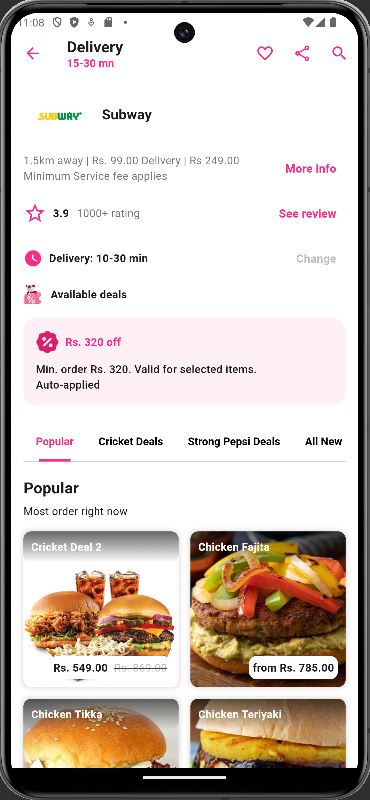 11:08
Delivery
15-30 mn
SUBWAY
Subway
1.5km away | Rs. 99.00 Delivery | Rs 249.00
Minimum Service fee applies
More info
3.9 1000+ rating
See review
Delivery: 10-30 min
Change
Available deals
Rs. 320 off
Min. order Rs. 320. Valid for selected items.
Auto-applied
Popular Cricket Deals Strong Pepsi Deals All New
Popular
Most order right now
Cricket Deal 2
Rs. 549.00 Rs. 869.00
Chicken Fajita
from Rs. 785.00
Chicken Tikka
Chicken Teriyaki